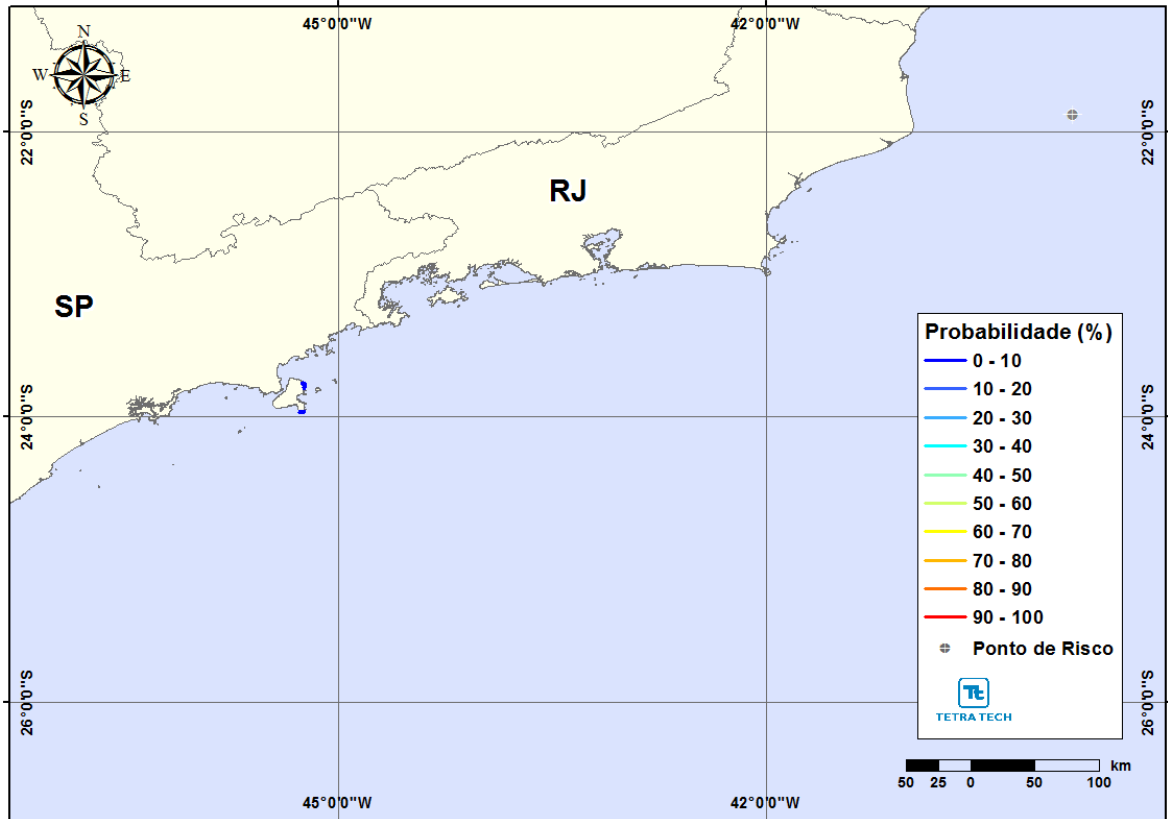 45°0'0"W
42°0'0"W
N
W
E
S
22°0'0"S
22°0'0"S
RJ
SP
24°0'0"S
24°0'0"S
Probabilidade (%)
0 - 10
10 - 20
20 - 30
30 - 40
40 - 50
50 - 60
60 - 70
70 - 80
80 - 90
90 - 100
Ponto de Risco
Tt
TETRA TECH
26°0'0"S
26°0'0"S
km
50 25 0 50 100
45°0'0"W
42°0'0"W